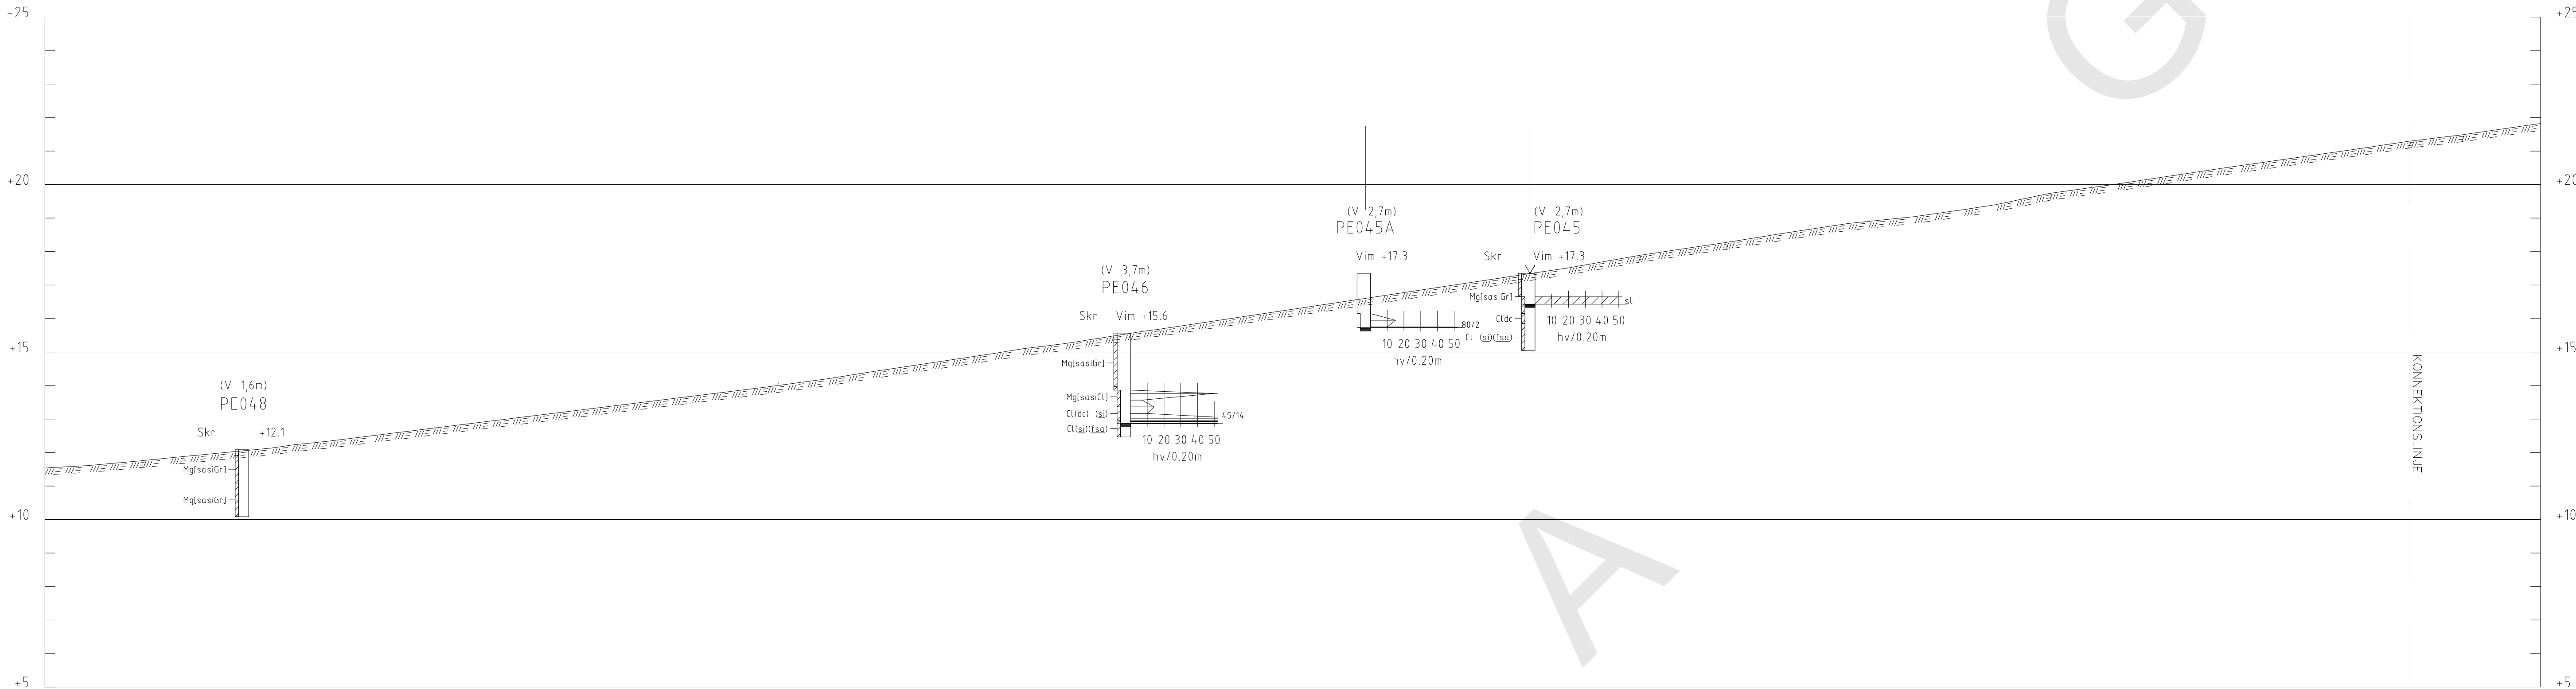 +25
+25
G
+20
+20
(V 2,7m)
PE045A
Vim +17.3
(V 2,7m)
PE045
Skr Vim +17.3
(V 3,7m)
PE046
Skr Vim +15.6
Mg[sasiGr]
sl
Cldc
Cl (si)(fsa)
10 20 30 40 50
hv/0.20m
80/2
10 20 30 40 50
hv/0.20m
+15
+15
KONNEKTIONSLINJE
Mg[sasiGr]
Mg[sasiCl]
Cl(dc) (si)
Cl(si)(fsa)
45/14
10 20 30 40 50
hv/0.20m
(V 1,6m)
PE048
Skr +12.1
Mg[sasiGr]
Mg[sasiGr]
+10
+10
A
+5
+5